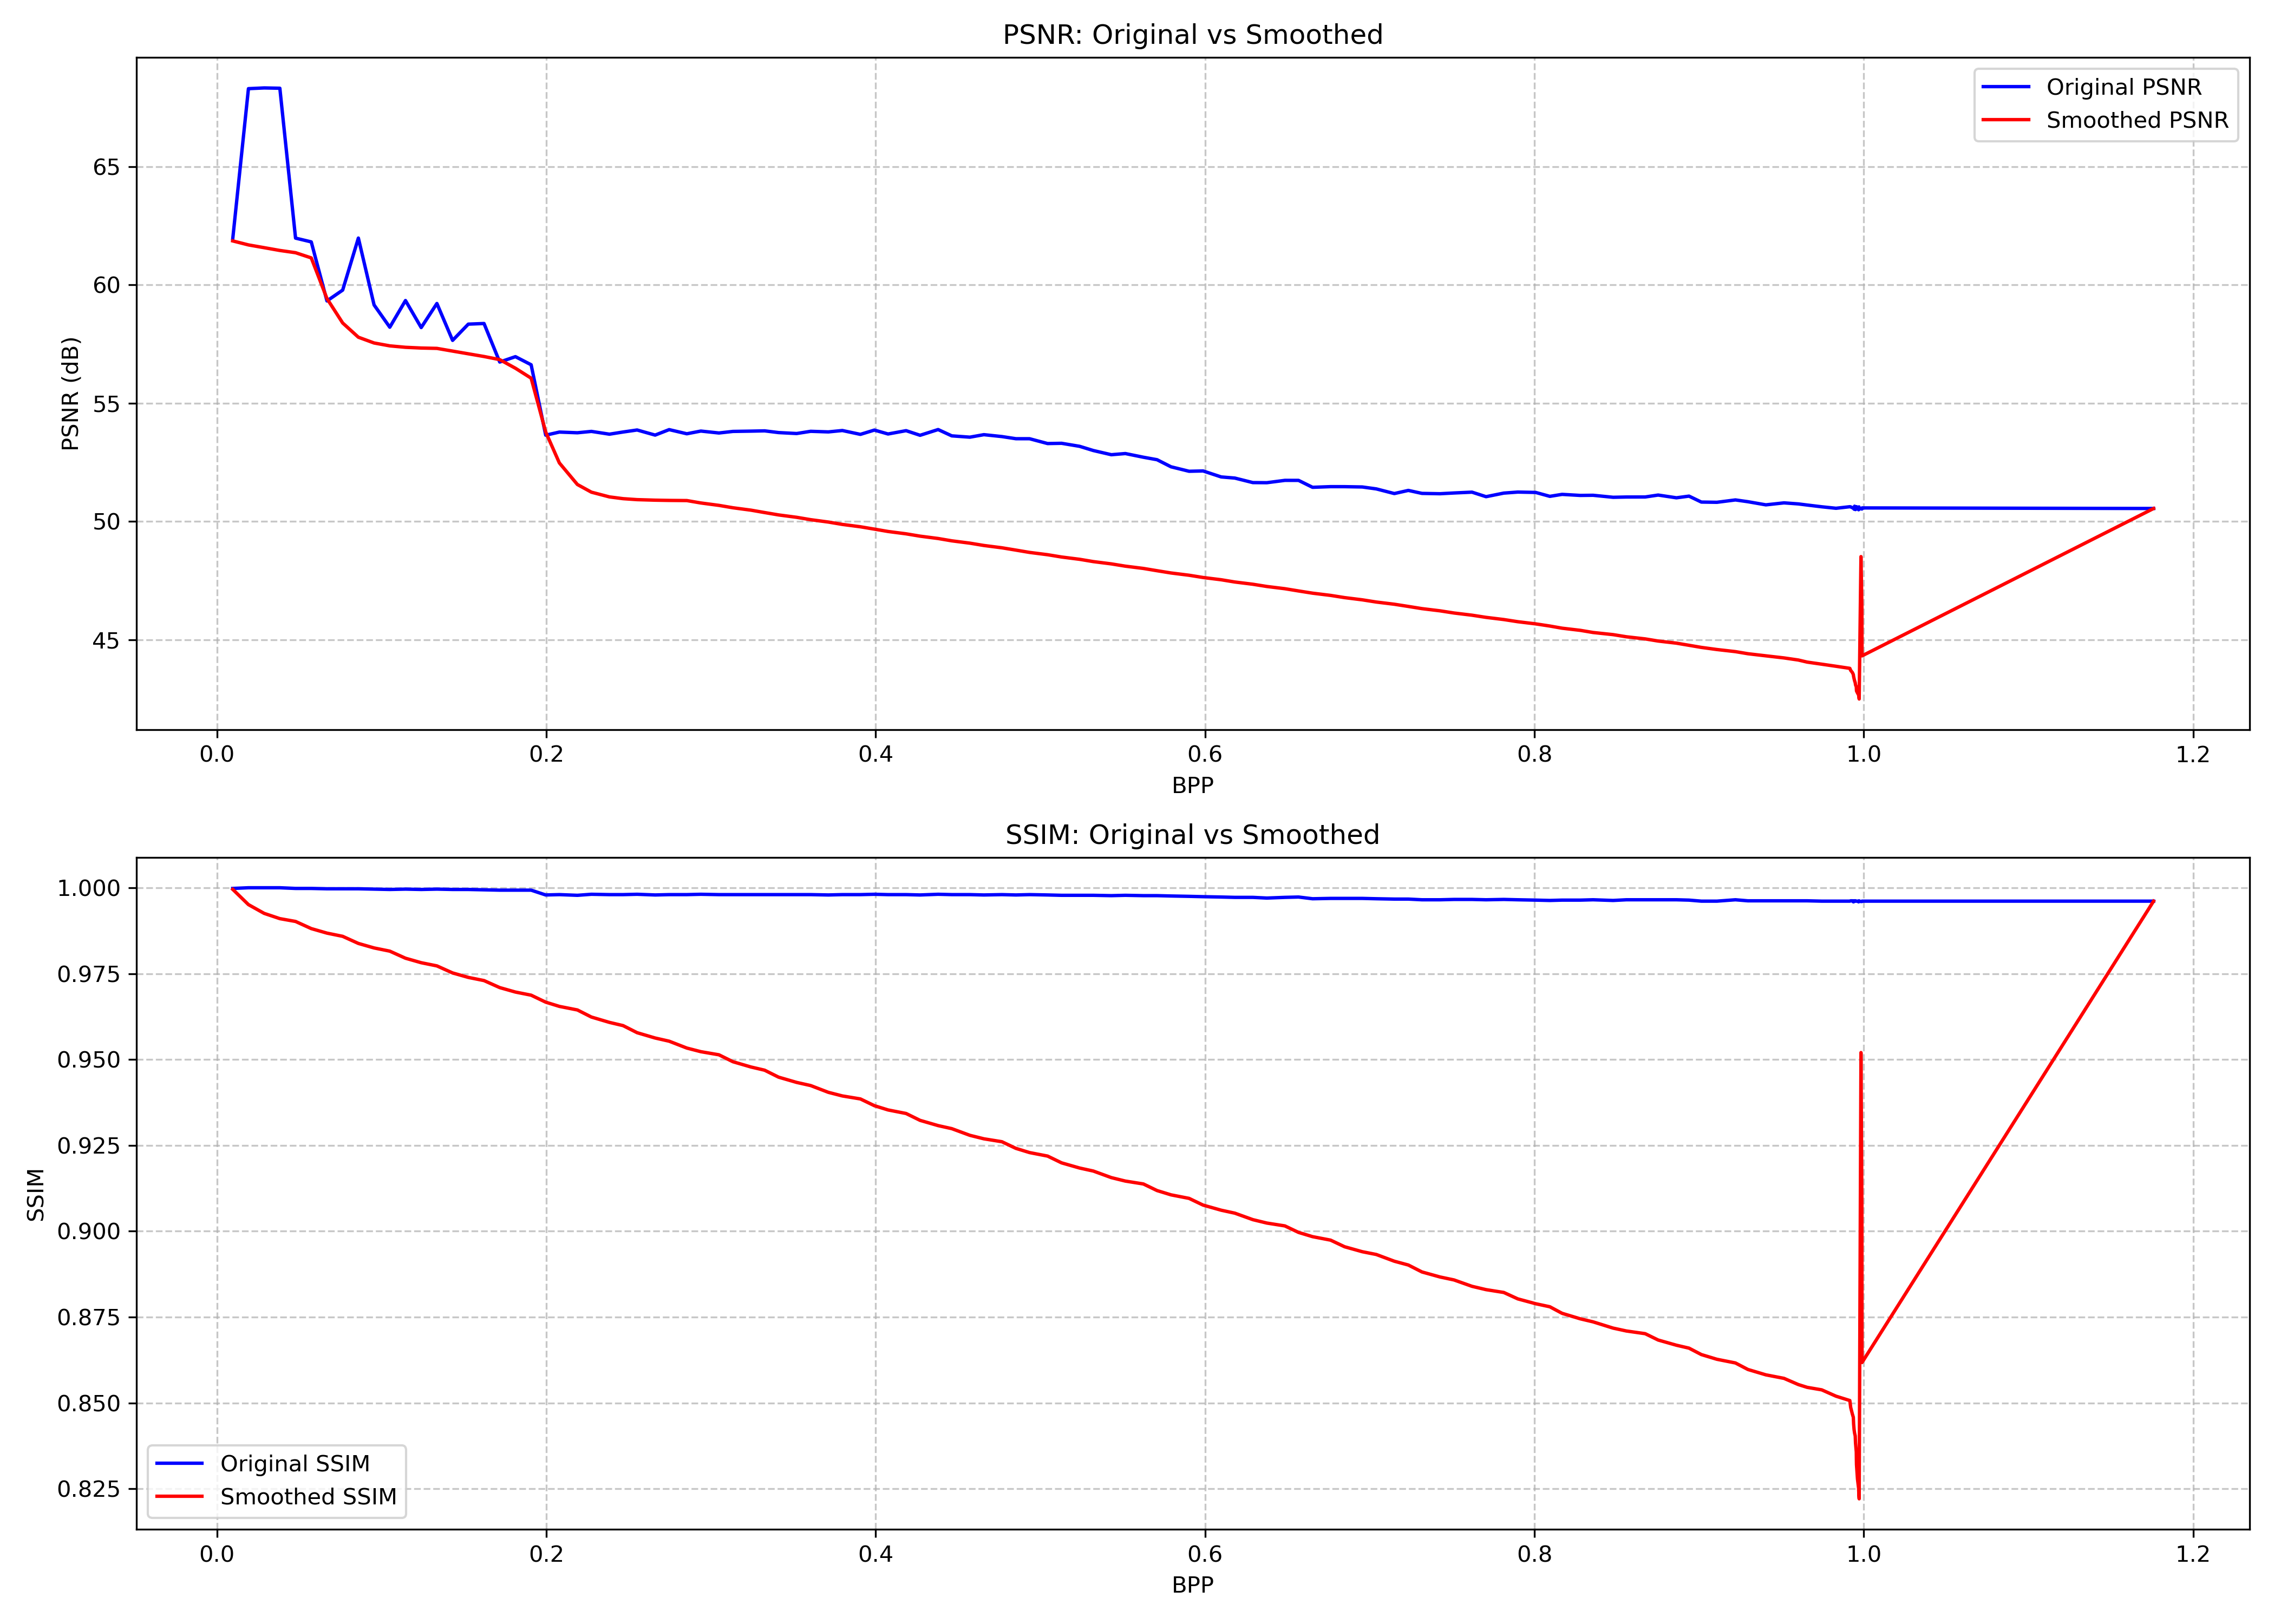 PSNR: Original vs Smoothed
Original PSNR
Smoothed PSNR
PSNR (dB)
65
60
55
50
45
0.0 0.2 0.4 0.6 0.8 1.0 1.2
BPP
SSIM: Original vs Smoothed
SSIM
1.000
0.975
0.950
0.925
0.900
0.875
0.850
0.825
Original SSIM
Smoothed SSIM
0.0 0.2 0.4 0.6 0.8 1.0 1.2
BPP